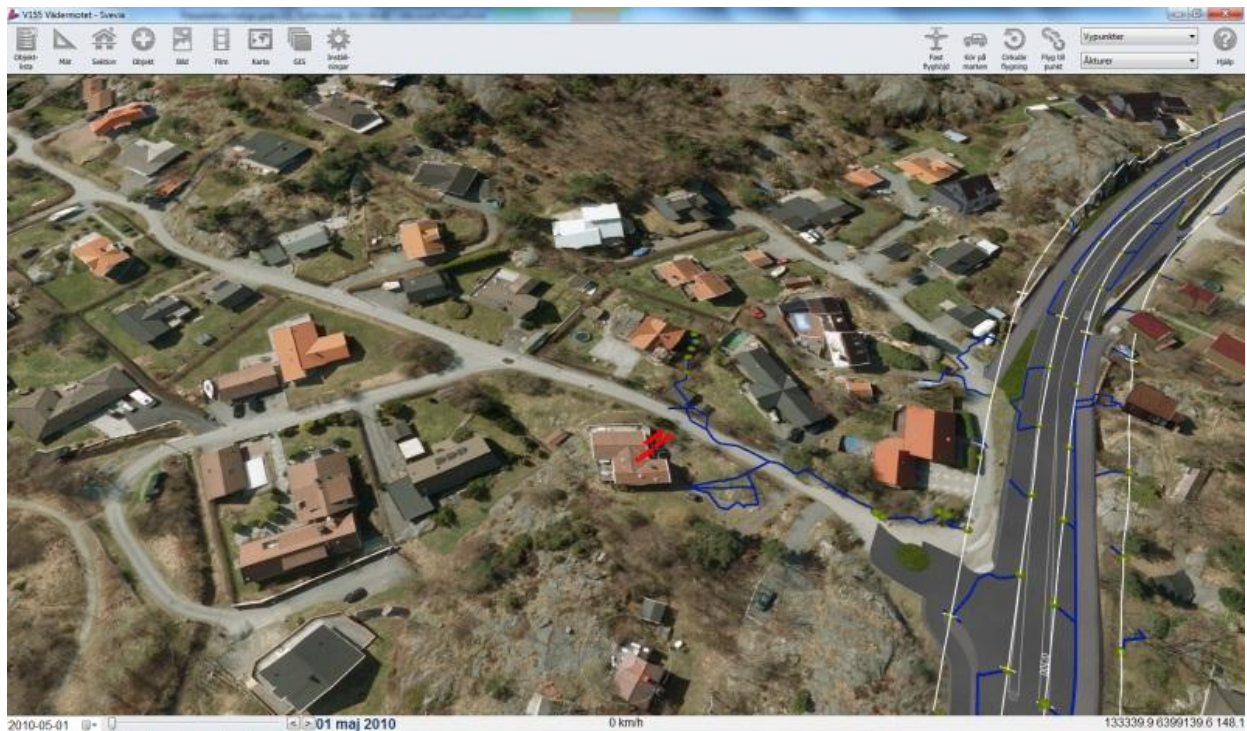 V155 Vädermotet - Svevia
Objekt-
lista
Mät
Sektion
Objekt
Bild
Film
Karta
GIS
Inställ-
ningar
Fast
flyghöjd
Kör på
marken
Cirkulär
flygning
Flyg till
punkt
Vypunkter
Åkturer
Hjälp
2010-05-01
01 maj 2010
0 km/h
133339.9 6399139.6 148.1